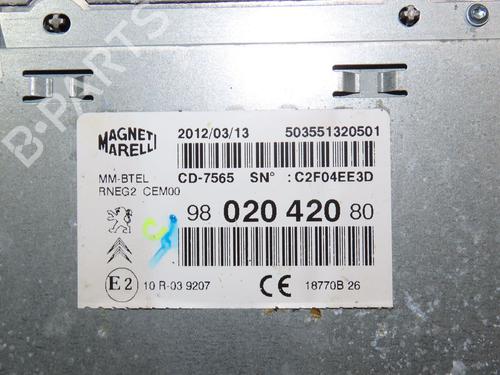 B-PARTS
MAGNETI
MARELLI
2012/03/13 503551320501
MM-BTEL CD-7565 SN° : C2F04EE3D
RNEG2 CEM00
98 020 420 80
E2 10 R-03 9207 CE 18770B 26